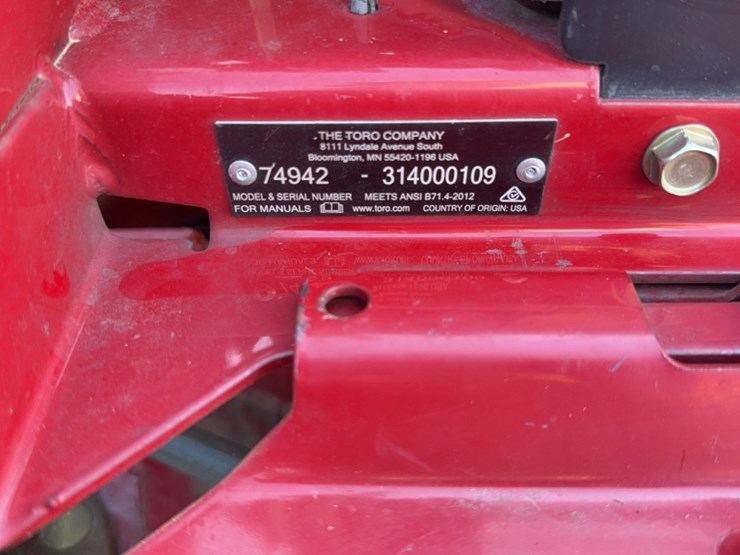 THE TORO COMPANY
8111 Lyndale Avenue South
Bloomington, MN 55420-1196 USA
74942 - 314000109
MODEL & SERIAL NUMBER MEETS ANSI B71.4-2012
FOR MANUALS www.toro.com COUNTRY OF ORIGIN: USA